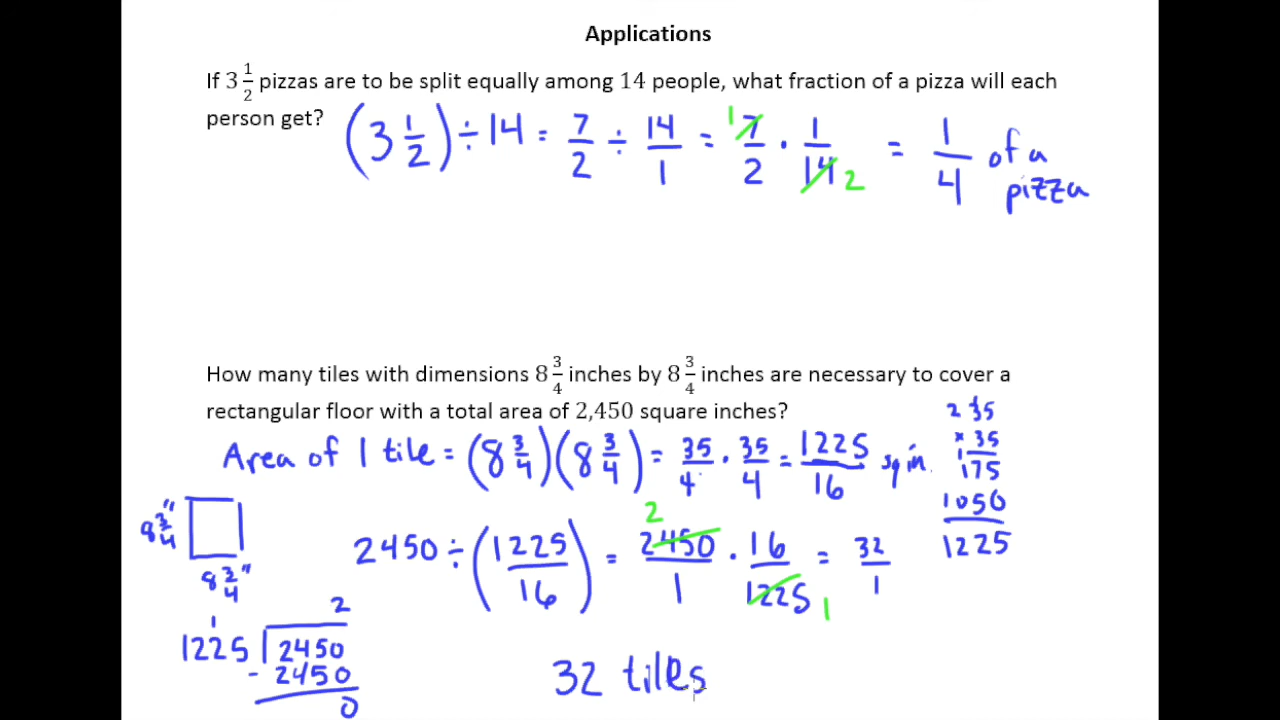 Applications
If 3 1/2 pizzas are to be split equally among 14 people, what fraction of a pizza will each
person get?
(3 1/2) ÷ 14 = 7/2 ÷ 14/1 = 7/2 · 1/14 = 1/4 of a
1 2
pizza
How many tiles with dimensions 8 3/4 inches by 8 3/4 inches are necessary to cover a
rectangular floor with a total area of 2,450 square inches?
Area of 1 tile = (8 3/4)(8 3/4) = 35/4 · 35/4 = 1225/16 sq in.
2 35
× 35
1
175
1050
1225
8 3/4"
8 3/4"
2450 ÷ (1225/16) = 2450/1 · 16/1225 = 32/1
2 1
2
1
1225 2450
- 2450
0
32 tiles